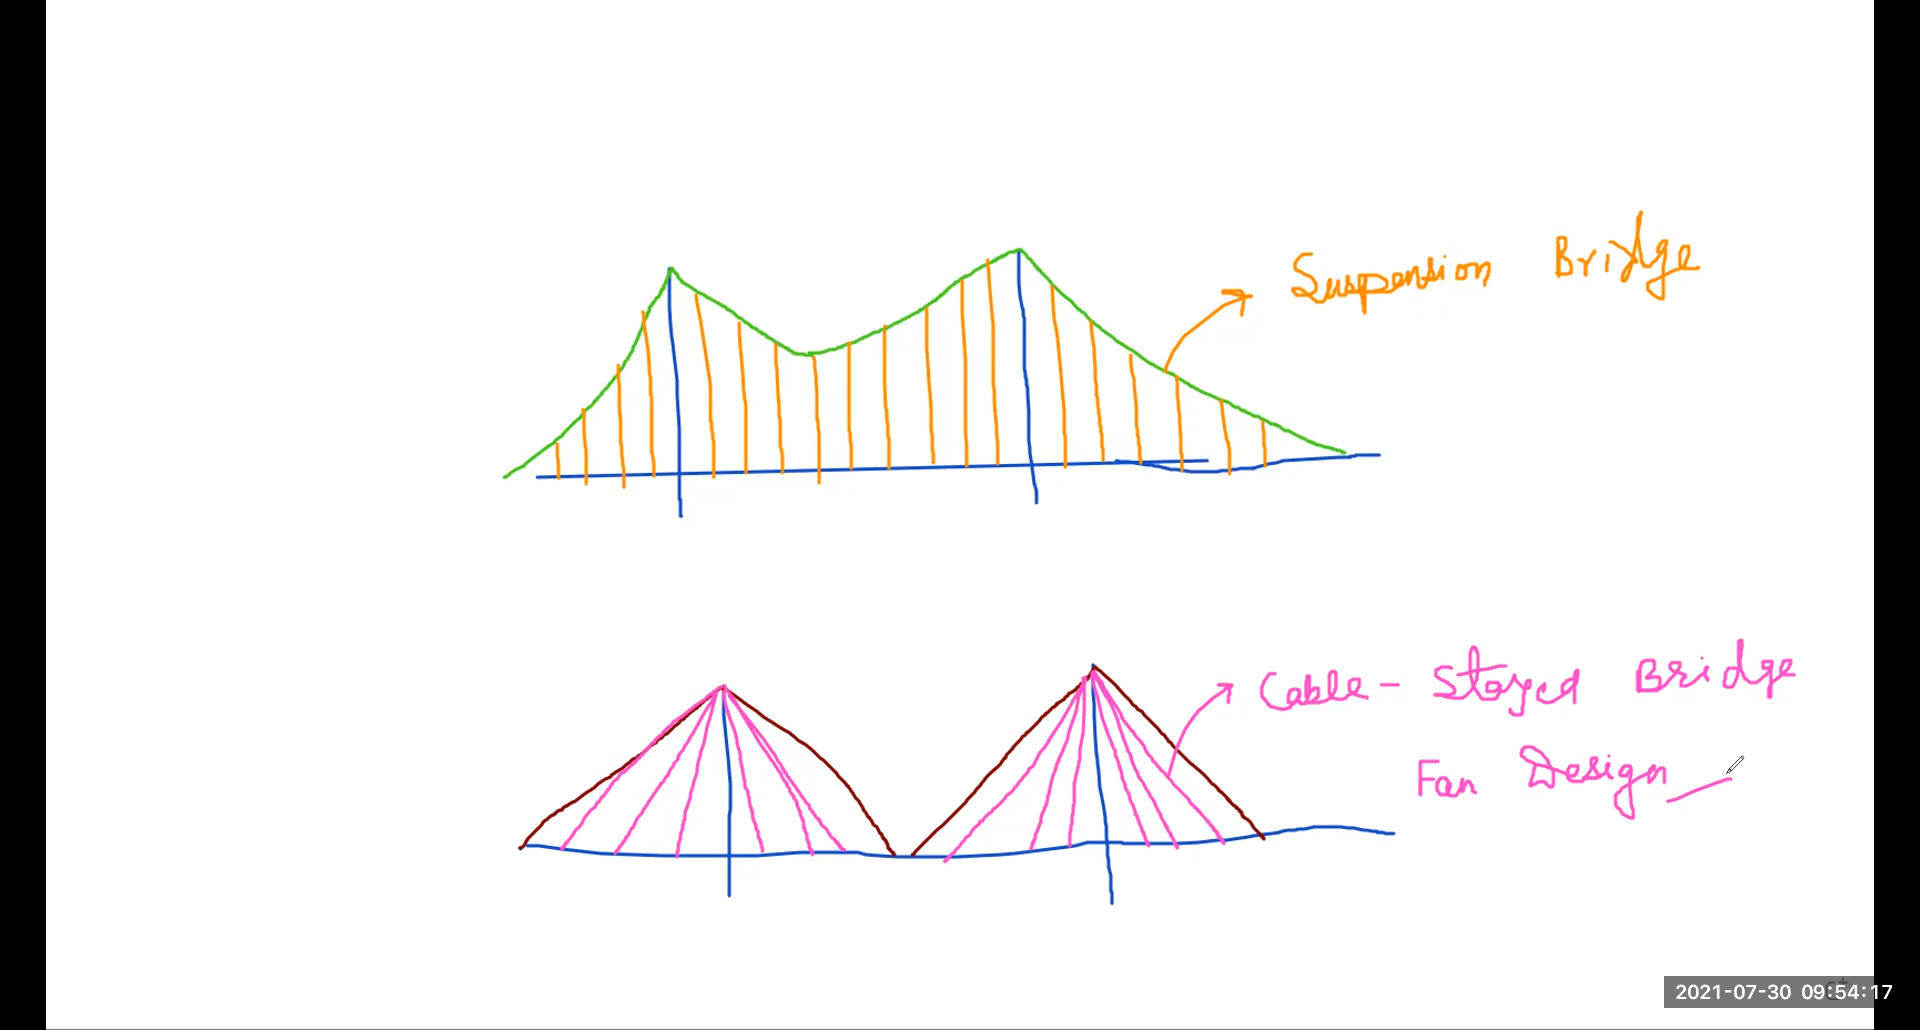 Suspension Bridge
Cable-Stayed Bridge
Fan Design
2021-07-30 09:54:17